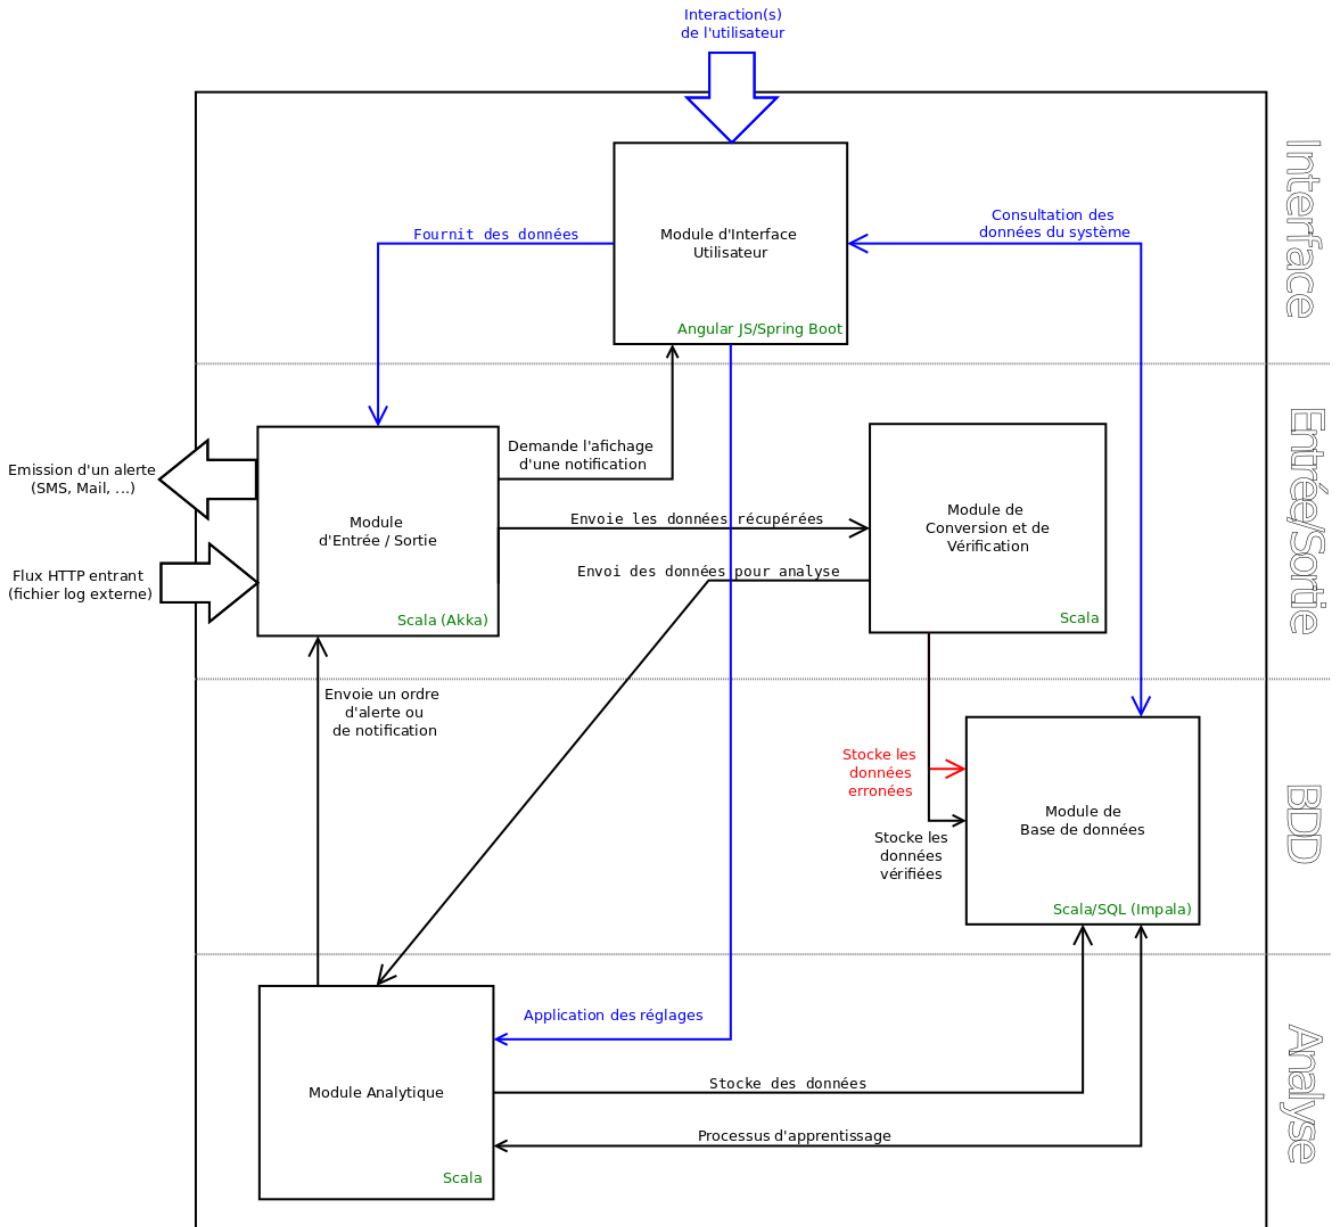 Interaction(s)
de l'utilisateur
Interface
Module d'Interface
Utilisateur
Angular JS/Spring Boot
Fournit des données
Consultation des
données du système
Entrée/Sortie
Emission d'un alerte
(SMS, Mail, ...)
Flux HTTP entrant
(fichier log externe)
Module
d'Entrée / Sortie
Scala (Akka)
Demande l'afichage
d'une notification
Envoie les données récupérées
Envoi des données pour analyse
Module de
Conversion et de
Vérification
Scala
BDD
Envoie un ordre
d'alerte ou
de notification
Stocke les
données
erronées
Stocke les
données
vérifiées
Module de
Base de données
Scala/SQL (Impala)
Analyse
Application des réglages
Module Analytique
Scala
Stocke des données
Processus d'apprentissage